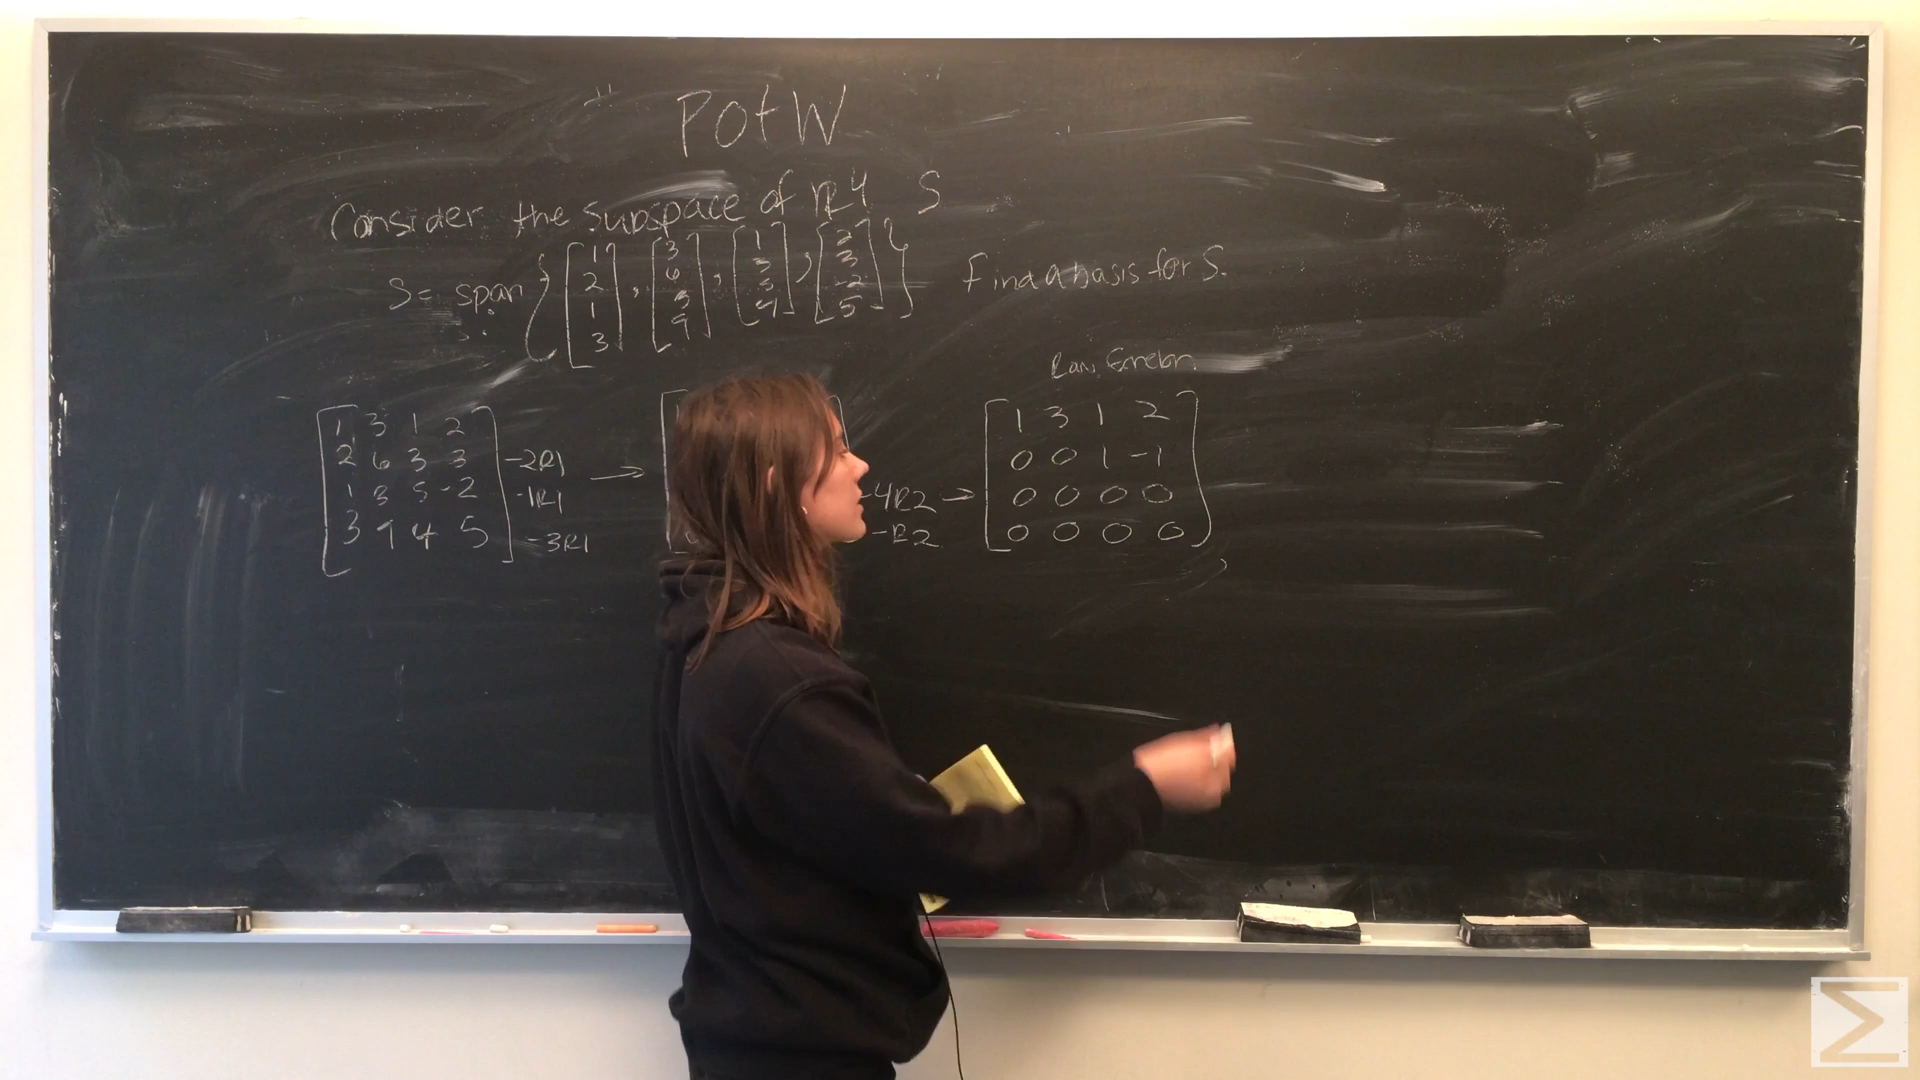 POTW
Consider the subspace of IR4 S
S = span { [1 2 1 3], [3 6 3 9], [1 3 5 4], [2 3 -2 5] } Find a basis for S.
Row Echelon
[1 3 1 2
2 6 3 3
1 3 5 -2
3 9 4 5]
-2R1
-1R1
-3R1
→
-4R2
-R2
→
[1 3 1 2
0 0 1 -1
0 0 0 0
0 0 0 0]
Σ